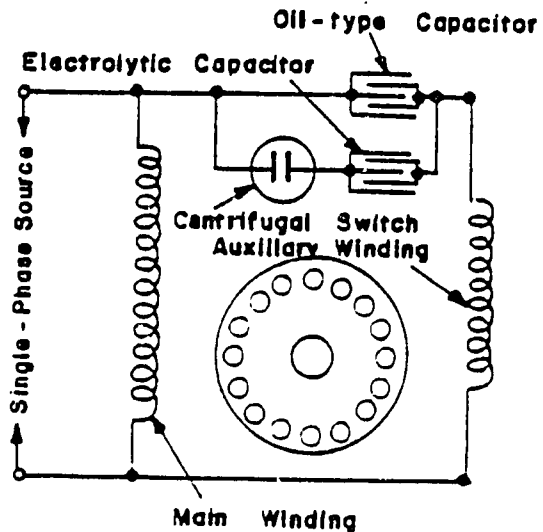 Oil-type Capacitor
Electrolytic Capacitor
Single-Phase Source
Centrifugal Switch
Auxiliary Winding
Main Winding